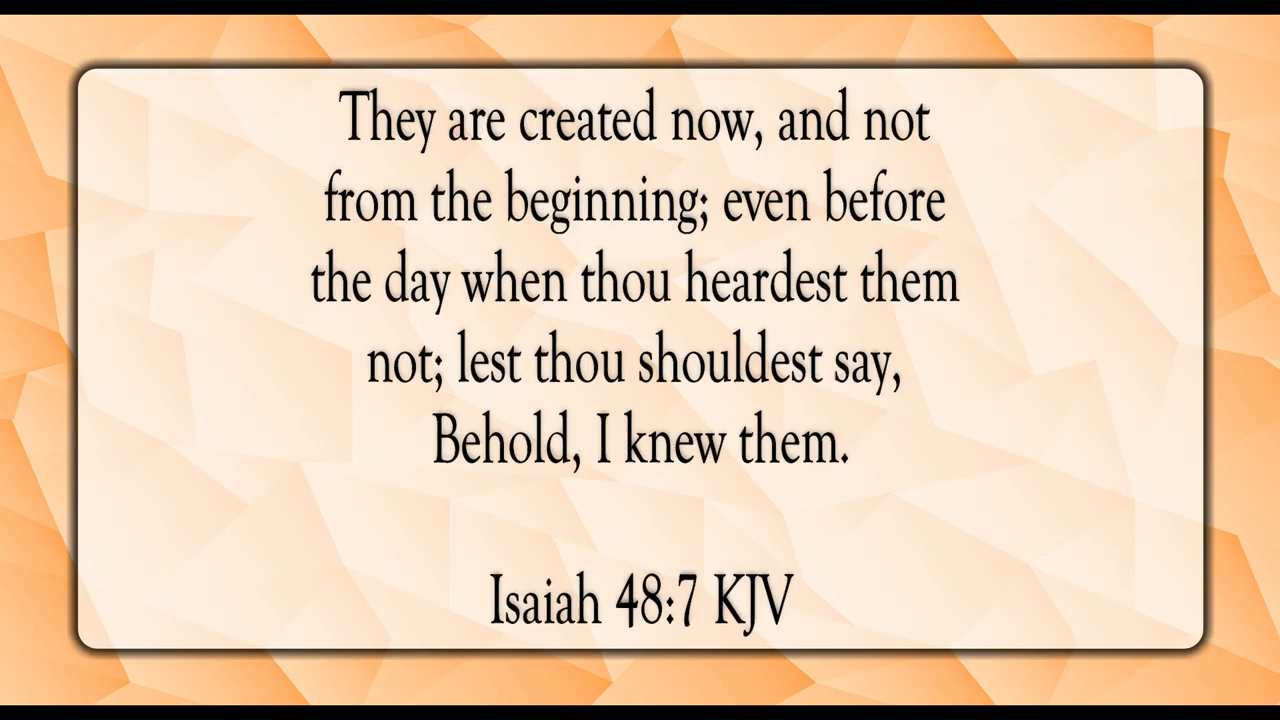 They are created now, and not
from the beginning; even before
the day when thou heardest them
not; lest thou shouldest say,
Behold, I knew them.
Isaiah 48:7 KJV